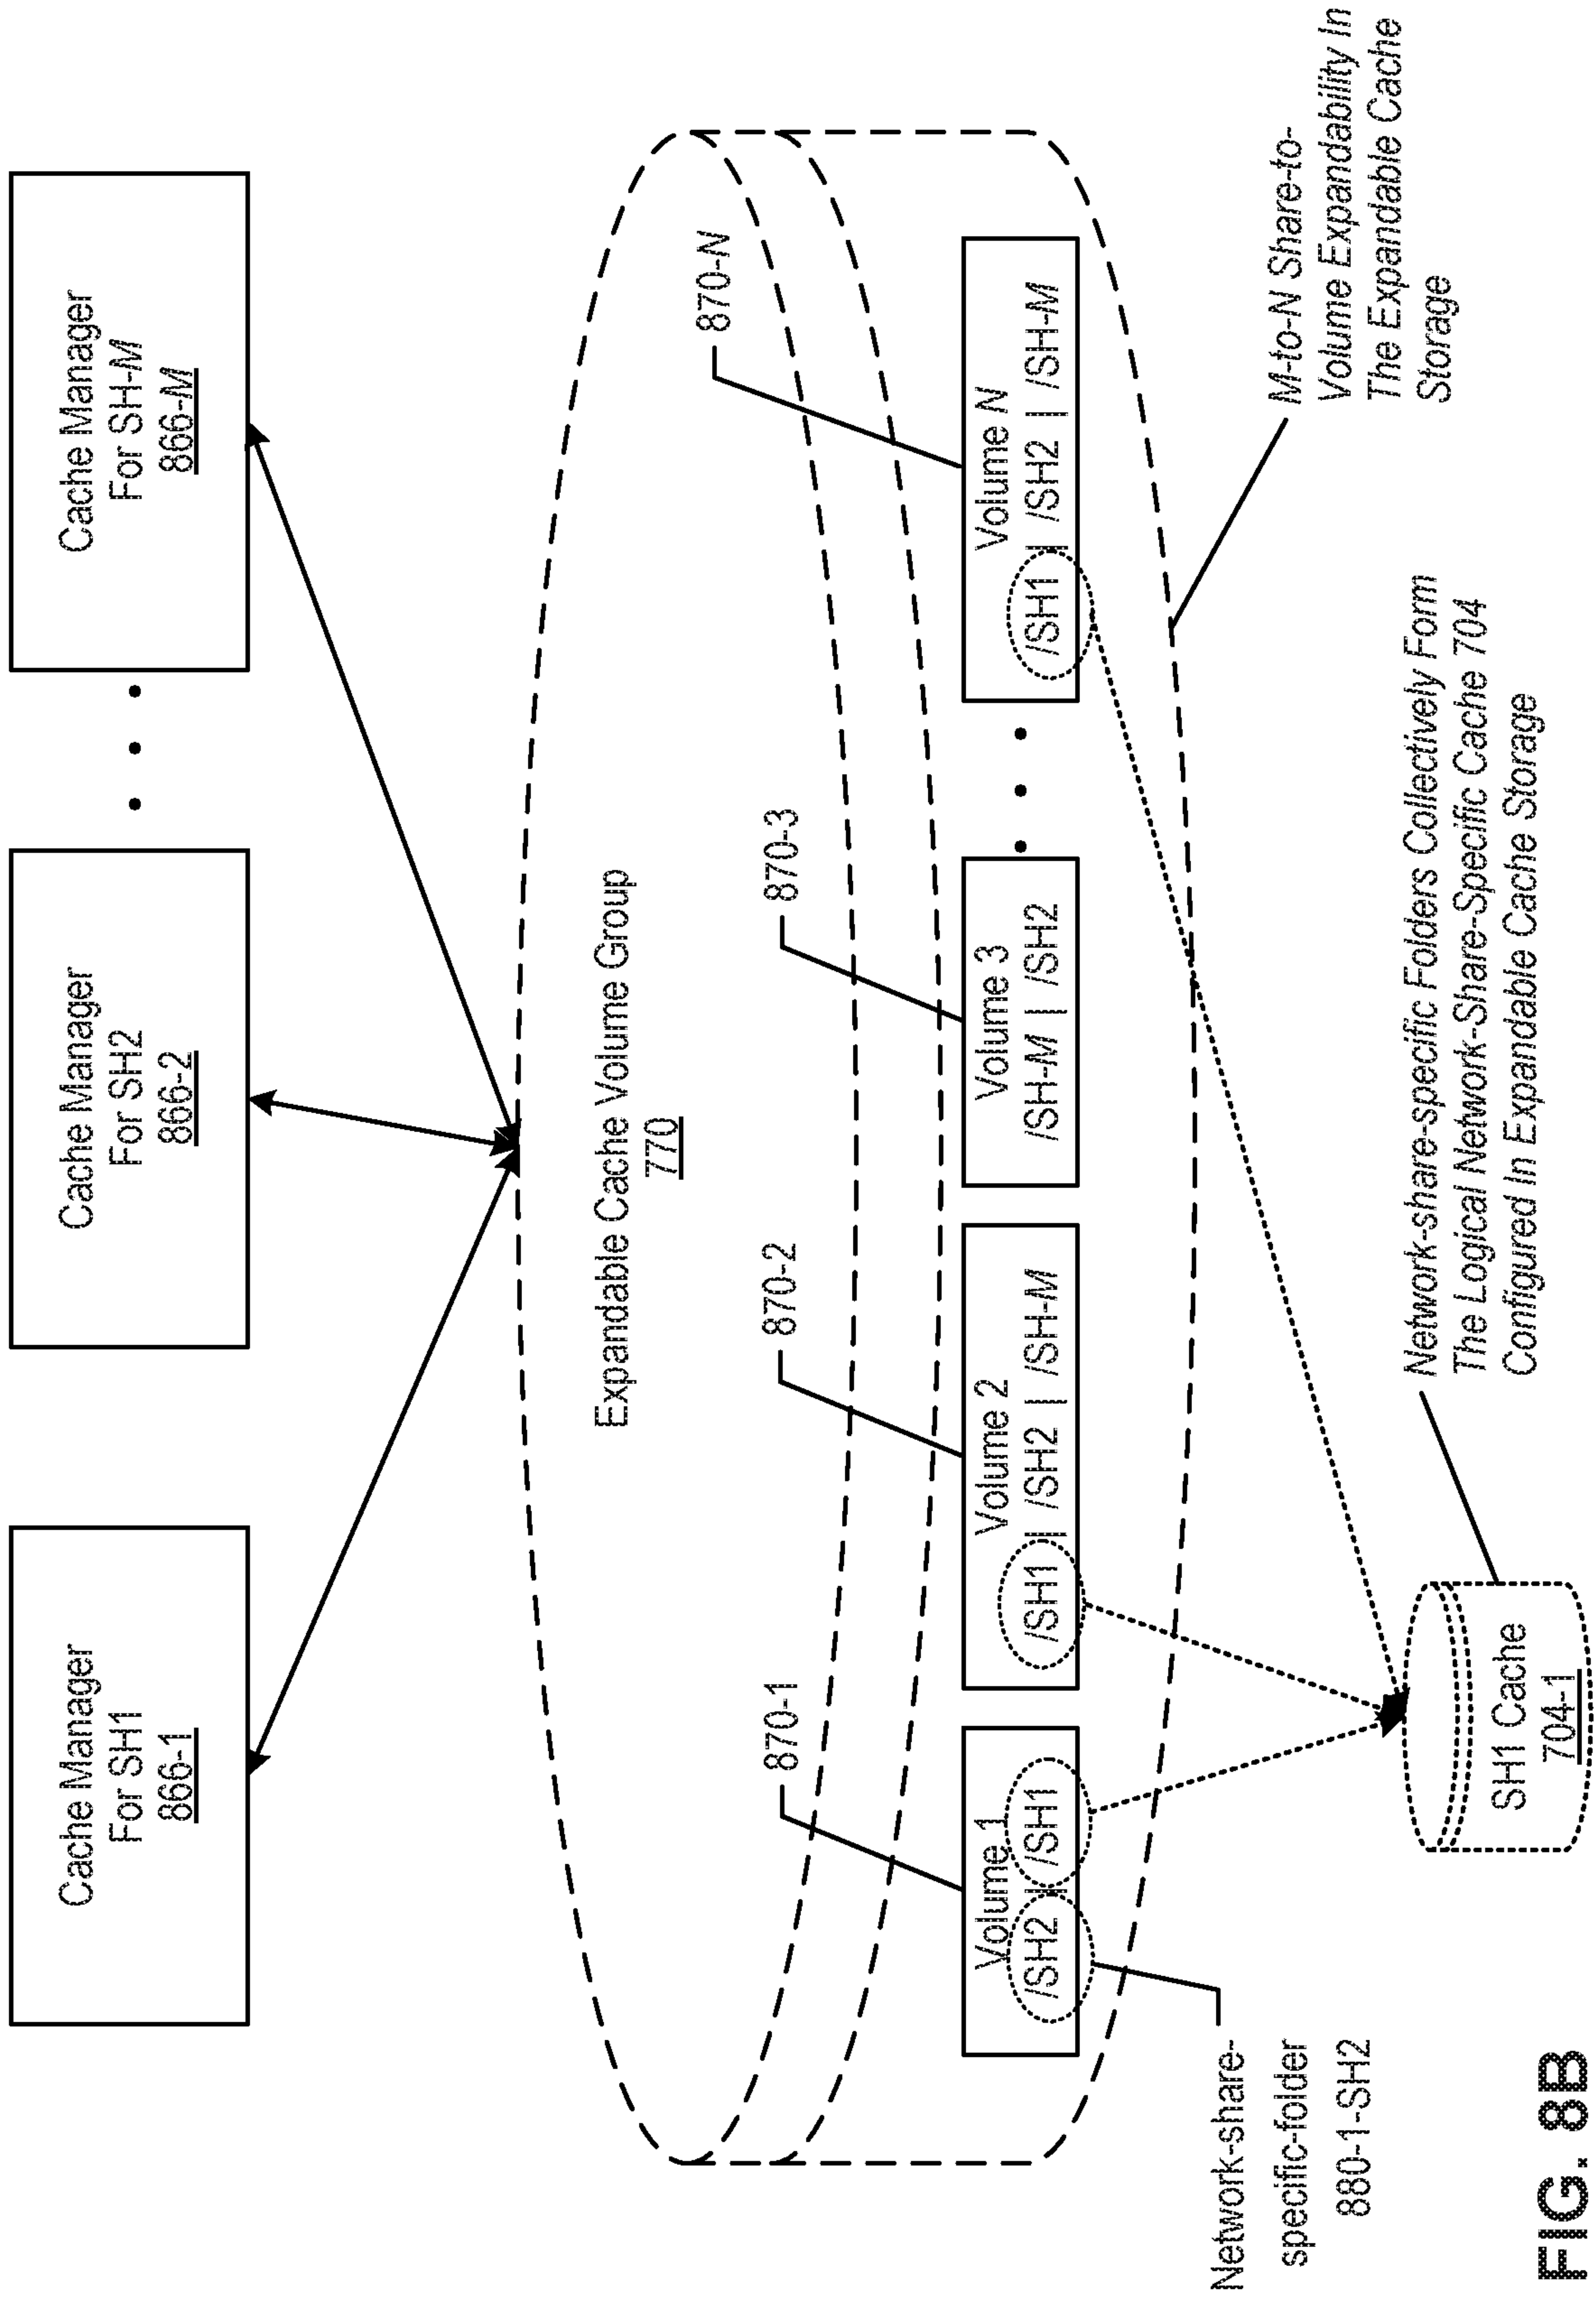 Cache Manager
For SH1
866-1
Cache Manager
For SH2
866-2
Cache Manager
For SH-M
866-M
Expandable Cache Volume Group
770
870-1
870-2
870-3
870-N
Volume 1
/SH2 | /SH1
Volume 2
/SH1 | /SH2 | /SH-M
Volume 3
/SH-M | /SH2
Volume N
/SH1 | /SH2 | /SH-M
Network-share-
specific-folder
880-1-SH2
M-to-N Share-to-
Volume Expandability In
The Expandable Cache
Storage
SH1 Cache
704-1
Network-share-specific Folders Collectively Form
The Logical Network-Share-Specific Cache 704
Configured In Expandable Cache Storage
FIG. 8B